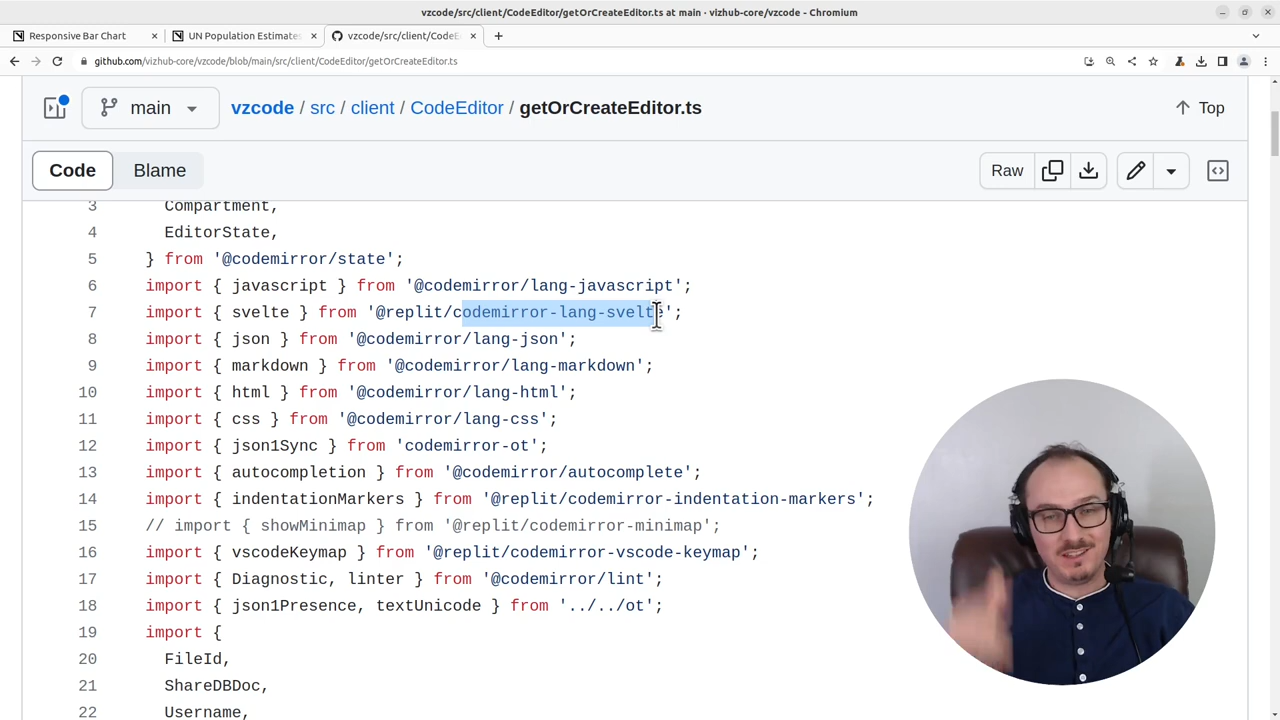 vzcode/src/client/CodeEditor/getOrCreateEditor.ts at main · vizhub-core/vzcode - Chromium
Responsive Bar Chart
UN Population Estimates
vzcode/src/client/CodeE
github.com/vizhub-core/vzcode/blob/main/src/client/CodeEditor/getOrCreateEditor.ts
main
vzcode / src / client / CodeEditor / getOrCreateEditor.ts
Top
Code
Blame
Raw
3 Compartment,
4 EditorState,
5 } from '@codemirror/state';
6 import { javascript } from '@codemirror/lang-javascript';
7 import { svelte } from '@replit/codemirror-lang-svelte';
8 import { json } from '@codemirror/lang-json';
9 import { markdown } from '@codemirror/lang-markdown';
10 import { html } from '@codemirror/lang-html';
11 import { css } from '@codemirror/lang-css';
12 import { json1Sync } from 'codemirror-ot';
13 import { autocompletion } from '@codemirror/autocomplete';
14 import { indentationMarkers } from '@replit/codemirror-indentation-markers';
15 // import { showMinimap } from '@replit/codemirror-minimap';
16 import { vscodeKeymap } from '@replit/codemirror-vscode-keymap';
17 import { Diagnostic, linter } from '@codemirror/lint';
18 import { json1Presence, textUnicode } from '../../ot';
19 import {
20 FileId,
21 ShareDBDoc,
22 Username,